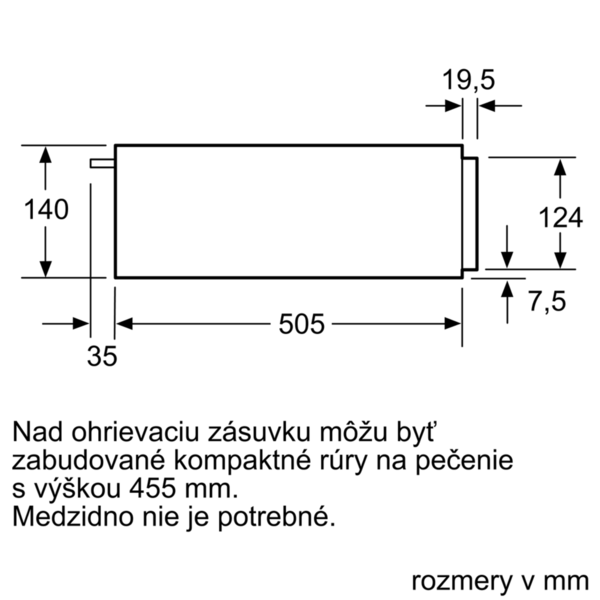 19,5
140
124
7,5
505
35
Nad ohrievaciu zásuvku môžu byť
zabudované kompaktné rúry na pečenie
s výškou 455 mm.
Medzidno nie je potrebné.
rozmery v mm